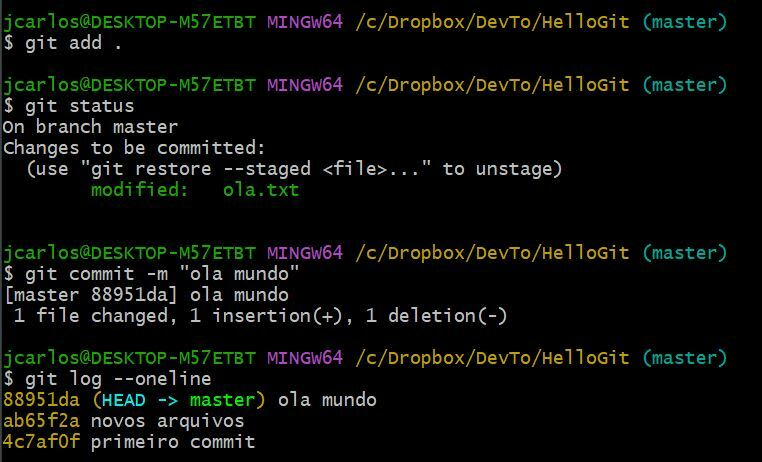 jcarlos@DESKTOP-M57ETBT MINGW64 /c/Dropbox/DevTo/HelloGit (master)
$ git add .
jcarlos@DESKTOP-M57ETBT MINGW64 /c/Dropbox/DevTo/HelloGit (master)
$ git status
On branch master
Changes to be committed:
  (use "git restore --staged <file>..." to unstage)
        modified:   ola.txt
jcarlos@DESKTOP-M57ETBT MINGW64 /c/Dropbox/DevTo/HelloGit (master)
$ git commit -m "ola mundo"
[master 88951da] ola mundo
 1 file changed, 1 insertion(+), 1 deletion(-)
jcarlos@DESKTOP-M57ETBT MINGW64 /c/Dropbox/DevTo/HelloGit (master)
$ git log --oneline
88951da (HEAD -> master) ola mundo
ab65f2a novos arquivos
4c7af0f primeiro commit